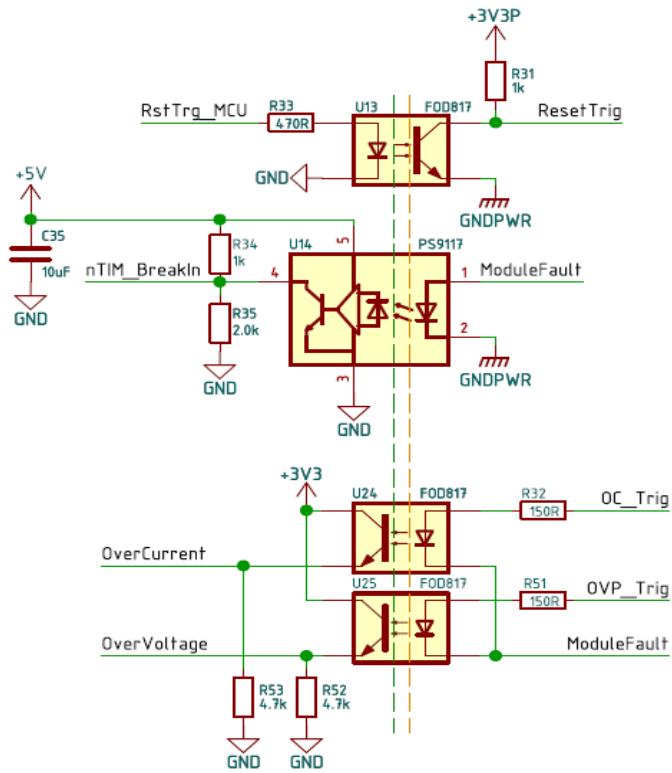 +3V3P
R31
1k
R33
470R
U13
FOD817
RstTrg_MCU
ResetTrig
GND
GNDPWR
+5V
C35
10uF
GND
R34
1k
U14
5
PS9117
nTIM_BreakIn
4
1
ModuleFault
R35
2.0k
GND
2
GNDPWR
3
GND
+3V3
U24
FOD817
R32
150R
OC_Trig
OverCurrent
U25
FOD817
R51
150R
OVP_Trig
OverVoltage
ModuleFault
R53
4.7k
R52
4.7k
GND
GND